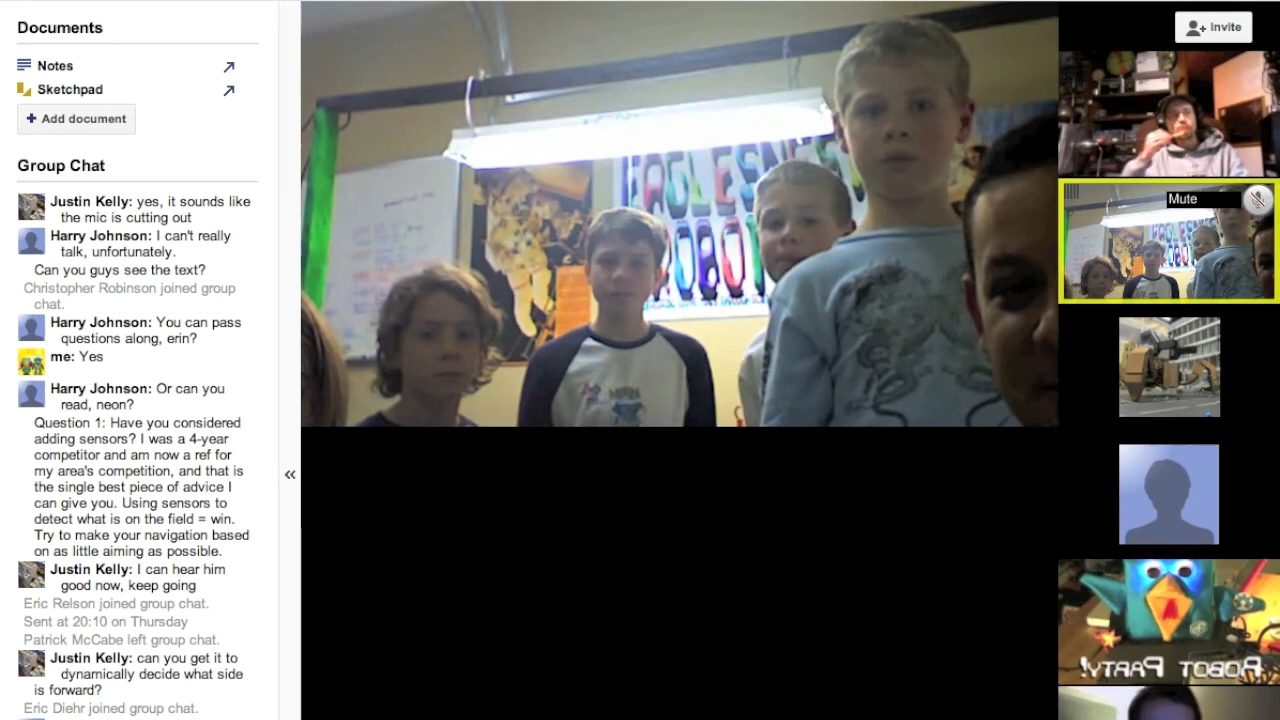 Documents
Notes
Sketchpad
+ Add document
Group Chat
Justin Kelly: yes, it sounds like
the mic is cutting out
Harry Johnson: I can't really
talk, unfortunately.
Can you guys see the text?
Christopher Robinson joined group
chat.
Harry Johnson: You can pass
questions along, erin?
me: Yes
Harry Johnson: Or can you
read, neon?
Question 1: Have you considered
adding sensors? I was a 4-year
competitor and am now a ref for
my area's competition, and that is
the single best piece of advice I
can give you. Using sensors to
detect what is on the field = win.
Try to make your navigation based
on as little aiming as possible.
Justin Kelly: I can hear him
good now, keep going
Eric Relson joined group chat.
Sent at 20:10 on Thursday
Patrick McCabe left group chat.
Justin Kelly: can you get it to
dynamically decide what side
is forward?
Eric Diehr joined group chat.
«
EAGLESNE
ROBOT
Invite
Mute
ROBOT PARTY!